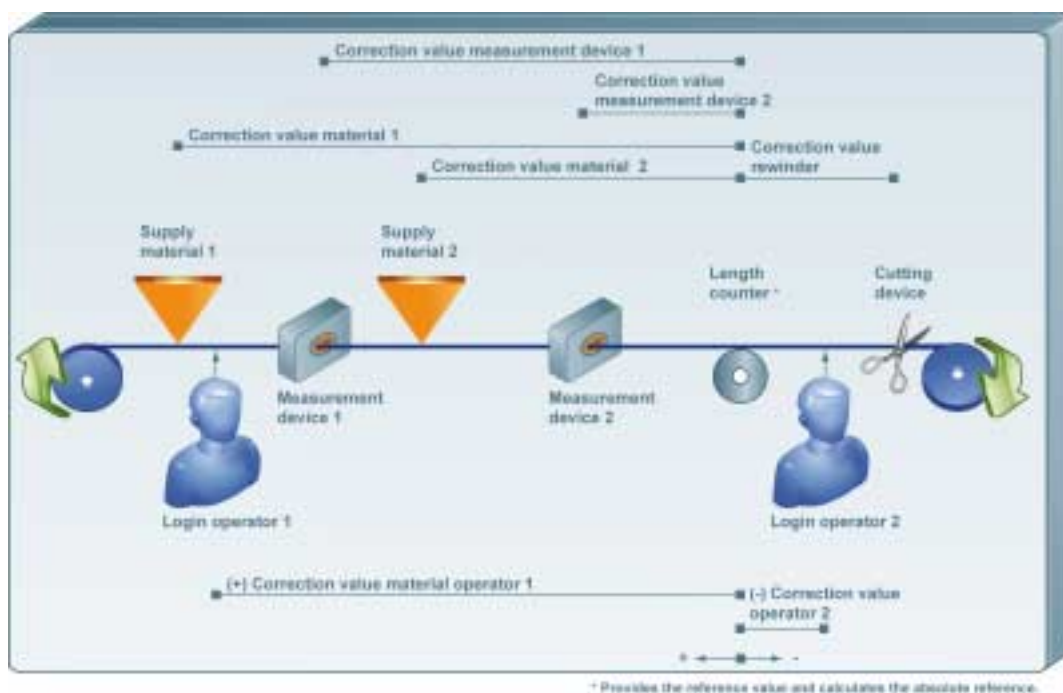 Correction value measurement device 1
Correction value
measurement device 2
Correction value material 1
Correction value
rewinder
Correction value material 2
Supply
material 1
Supply
material 2
Length
counter *
Cutting
device
Measurement
device 1
Measurement
device 2
Login operator 1
Login operator 2
(+) Correction value material operator 1
(-) Correction value
operator 2
+ -
* Provides the reference value and calculates the absolute reference.